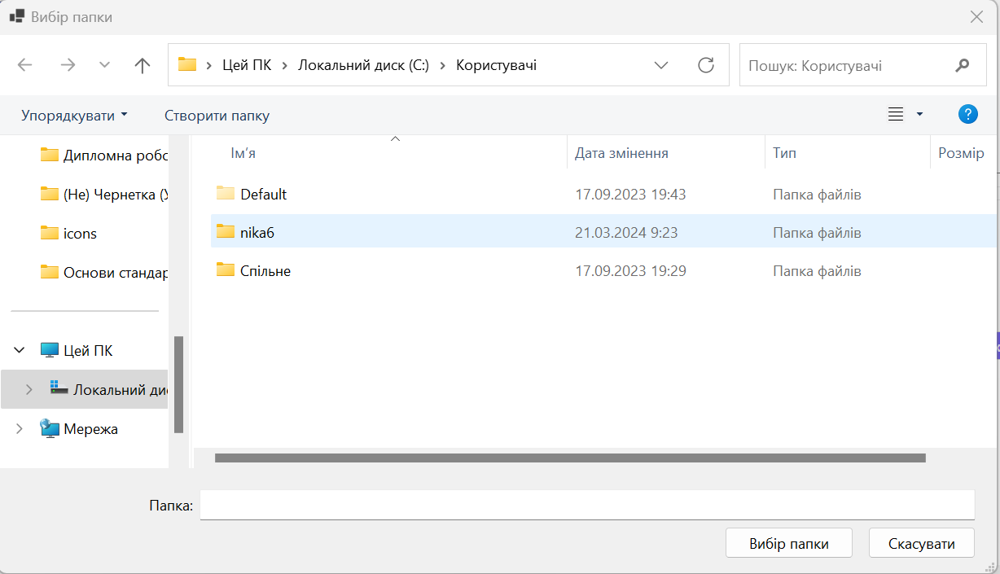 Вибір папки
Цей ПК
Локальний диск (C:)
Користувачі
Пошук: Користувачі
Упорядкувати
Створити папку
?
Дипломна робо
(Не) Чернетка (У
icons
Основи стандар
Цей ПК
Локальний ди
Мережа
Ім'я Дата змінення Тип Розмір
Default 17.09.2023 19:43 Папка файлів
nika6 21.03.2024 9:23 Папка файлів
Спільне 17.09.2023 19:29 Папка файлів
Папка:
Вибір папки
Скасувати